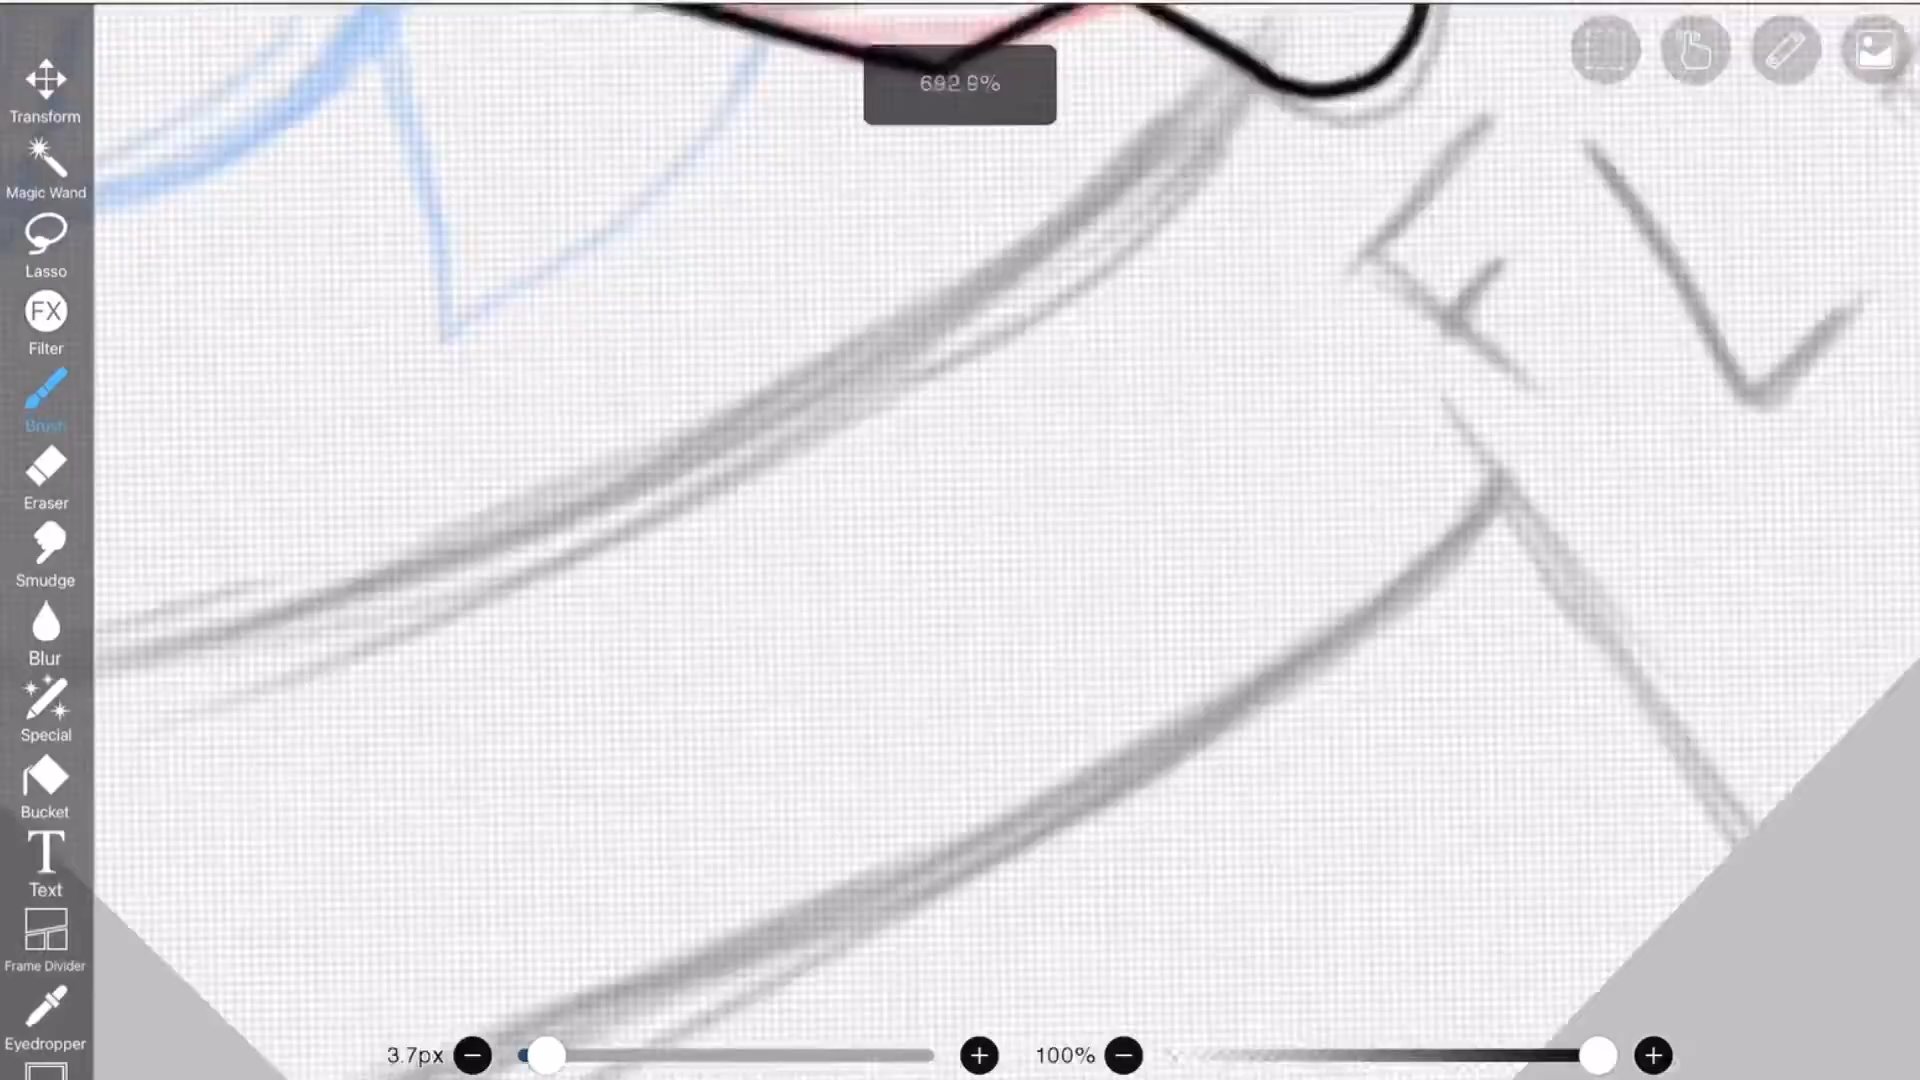 692.9%
Transform
Magic Wand
Lasso
FX
Filter
Brush
Eraser
Smudge
Blur
Special
Bucket
T
Text
Frame Divider
Eyedropper
3.7px
100%